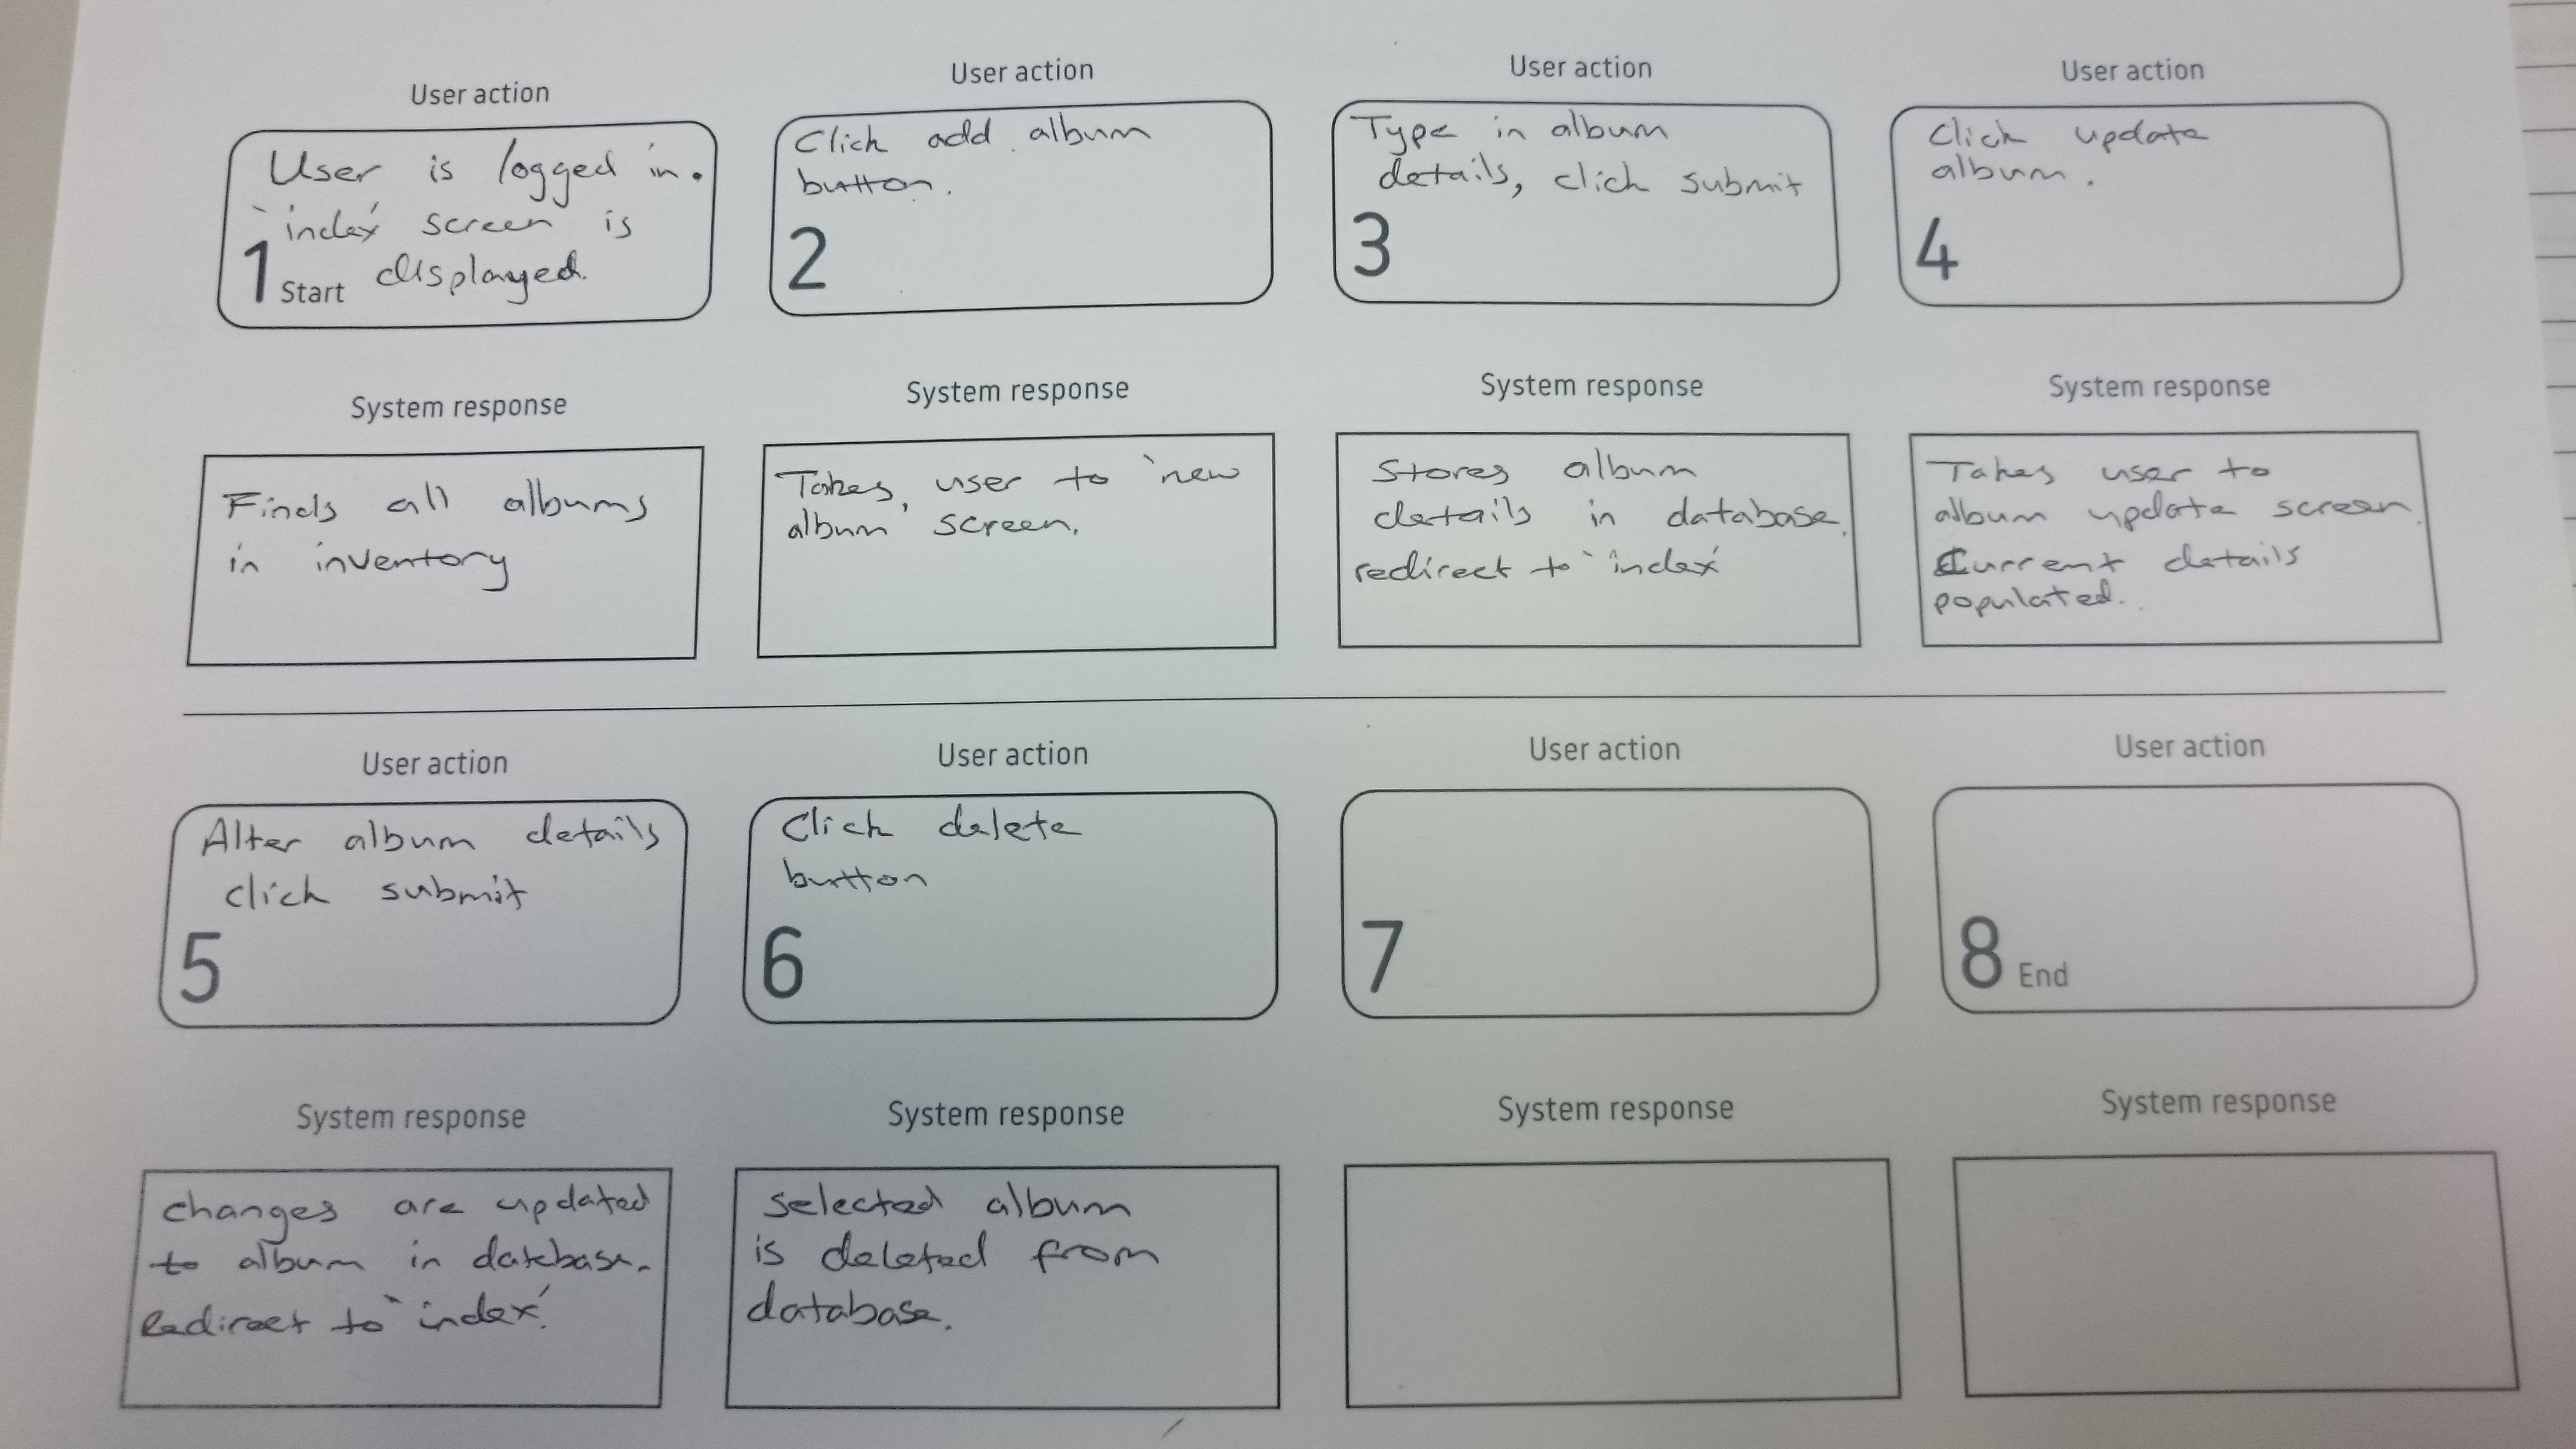 User action
User is logged in.
`index' screen is
displayed.
1 Start
User action
Click add album
button.
2
User action
Type in album
details, click submit
3
User action
Click update
album.
4
System response
Finds all albums
in inventory
System response
Takes user to `new
album' screen.
System response
Stores album
details in database.
redirect to `index'
System response
Takes user to
album update screen.
Current details
populated.
User action
Alter album details
click submit
5
User action
Click delete
button
6
User action
7
User action
8 End
System response
changes are updated
to album in database.
Redirect to `index'.
System response
selected album
is deleted from
database.
System response
System response